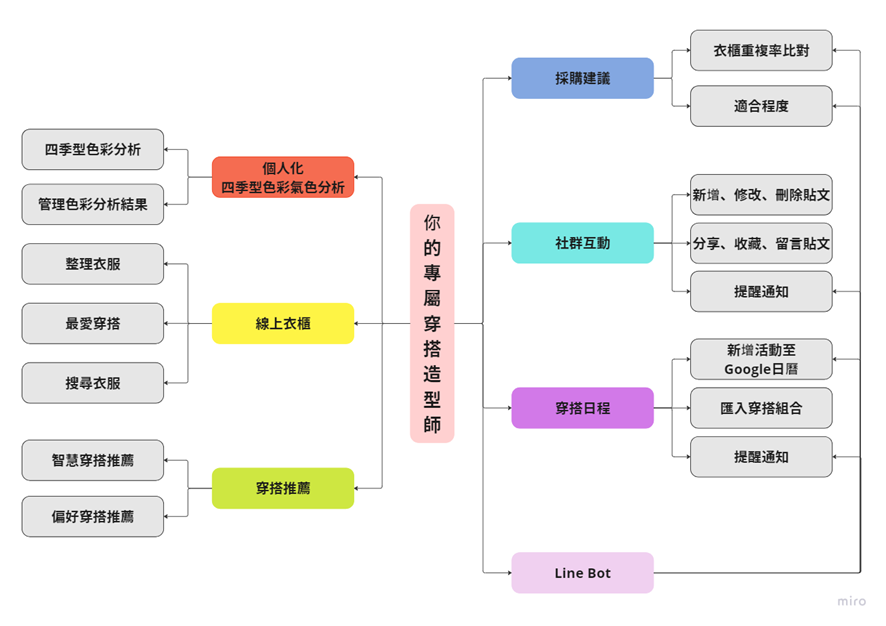 你
的
專
屬
穿
搭
造
型
師
個人化
四季型色彩氣色分析
四季型色彩分析
管理色彩分析結果
線上衣櫃
整理衣服
最愛穿搭
搜尋衣服
穿搭推薦
智慧穿搭推薦
偏好穿搭推薦
採購建議
衣櫃重複率比對
適合程度
社群互動
新增、修改、刪除貼文
分享、收藏、留言貼文
提醒通知
穿搭日程
新增活動至
Google日曆
匯入穿搭組合
提醒通知
Line Bot
miro